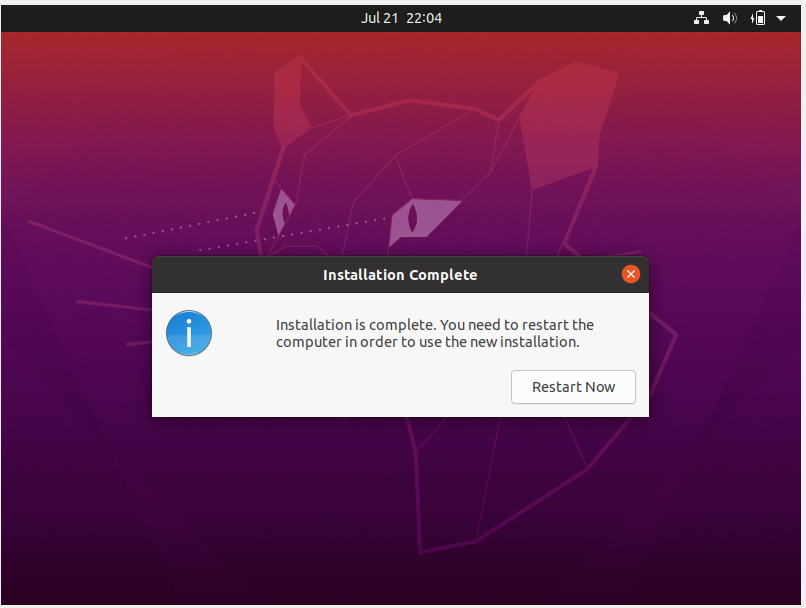 Jul 21 22:04
Installation Complete
Installation is complete. You need to restart the
computer in order to use the new installation.
Restart Now